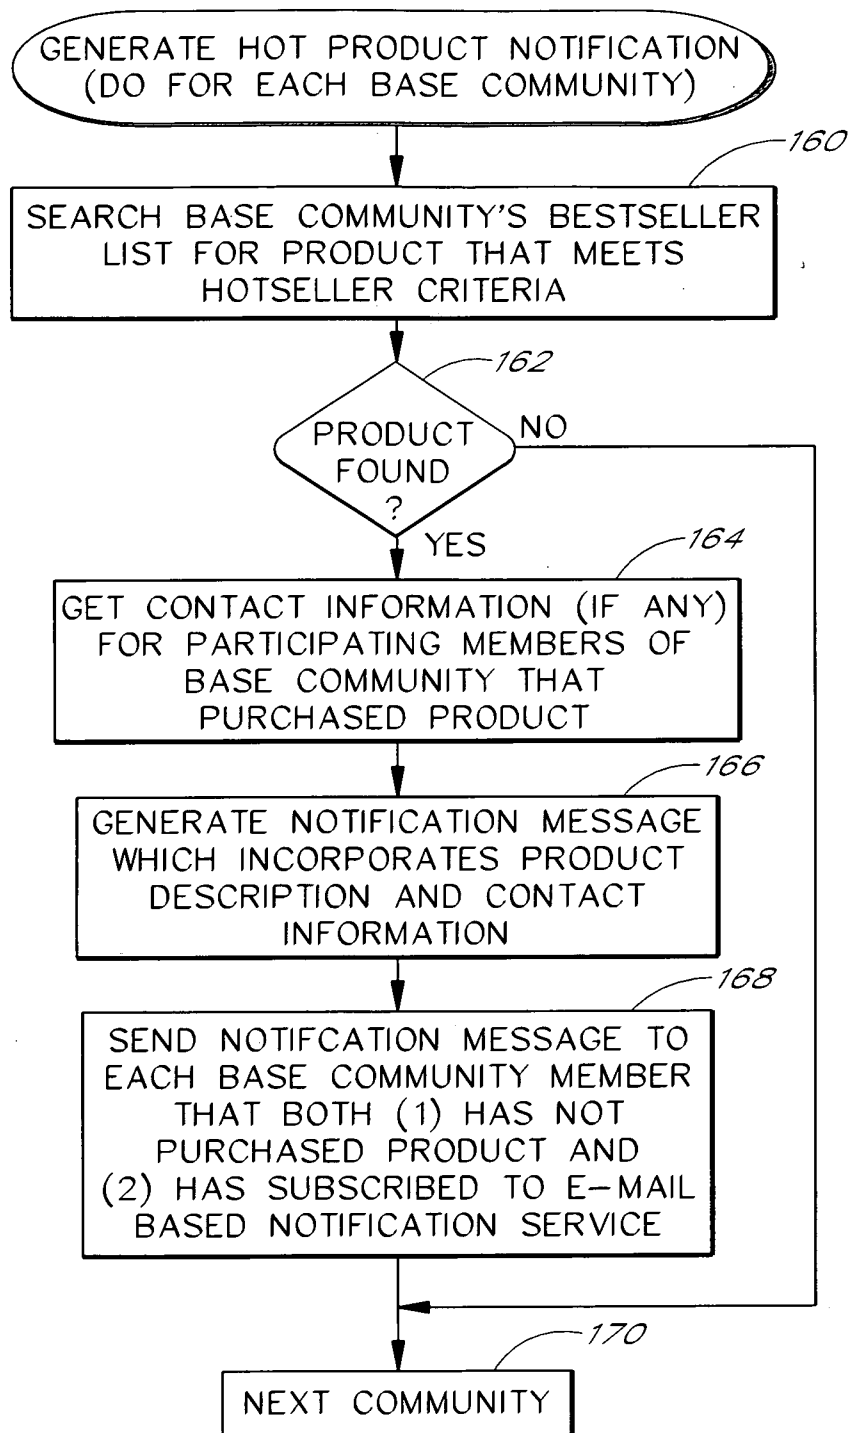 GENERATE HOT PRODUCT NOTIFICATION
(DO FOR EACH BASE COMMUNITY)
160
SEARCH BASE COMMUNITY'S BESTSELLER
LIST FOR PRODUCT THAT MEETS
HOTSELLER CRITERIA
162
PRODUCT
FOUND
?
NO
YES
164
GET CONTACT INFORMATION (IF ANY)
FOR PARTICIPATING MEMBERS OF
BASE COMMUNITY THAT
PURCHASED PRODUCT
166
GENERATE NOTIFICATION MESSAGE
WHICH INCORPORATES PRODUCT
DESCRIPTION AND CONTACT
INFORMATION
168
SEND NOTIFCATION MESSAGE TO
EACH BASE COMMUNITY MEMBER
THAT BOTH (1) HAS NOT
PURCHASED PRODUCT AND
(2) HAS SUBSCRIBED TO E-MAIL
BASED NOTIFICATION SERVICE
170
NEXT COMMUNITY